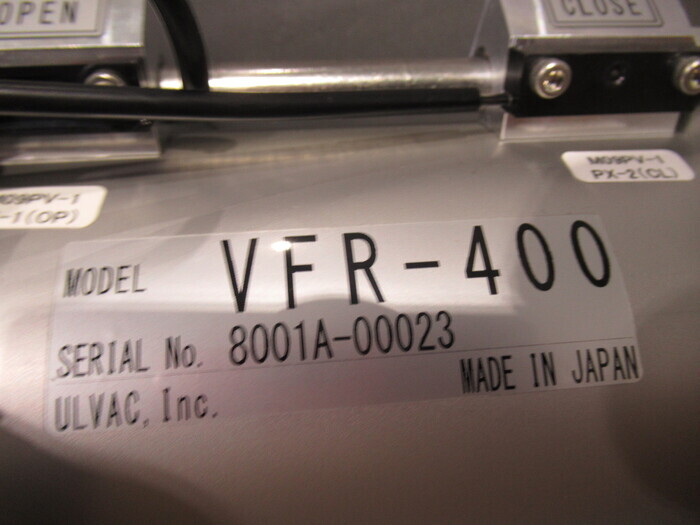 OPEN
CLOSE
M09PV-1
PX-2(CL)
M09PV-1
-1(OP)
MODEL VFR-400
SERIAL No. 8001A-00023
ULVAC, Inc. MADE IN JAPAN